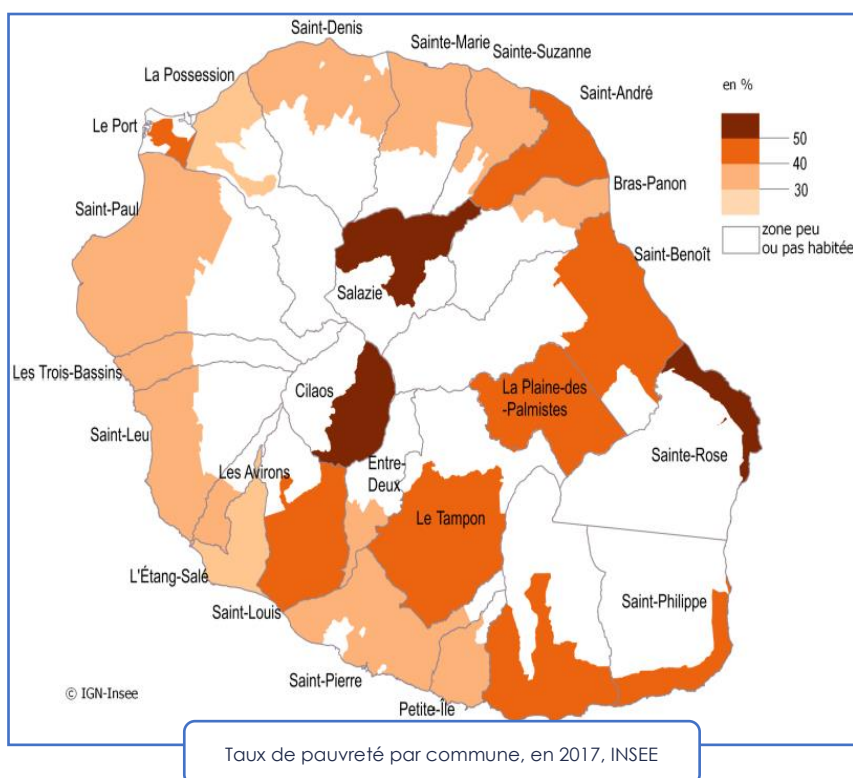 Saint-Denis
Sainte-Marie
Sainte-Suzanne
La Possession
Saint-André
Le Port
en %
50
40
30
Bras-Panon
Saint-Paul
zone peu
ou pas habitée
Saint-Benoît
Salazie
Les Trois-Bassins
Cilaos
La Plaine-des
-Palmistes
Saint-Leu
Les Avirons
Entre-
Deux
Sainte-Rose
Le Tampon
L'Étang-Salé
Saint-Louis
Saint-Philippe
Saint-Pierre
© IGN-Insee
Petite-Île
Taux de pauvreté par commune, en 2017, INSEE